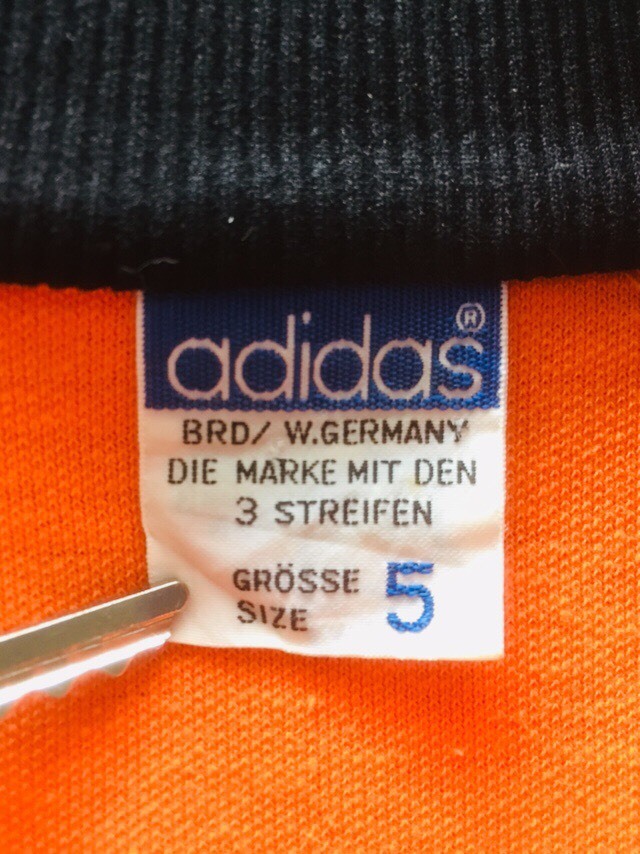 adidas®
BRD/ W.GERMANY
DIE MARKE MIT DEN
3 STREIFEN
GRÖSSE
SIZE 5